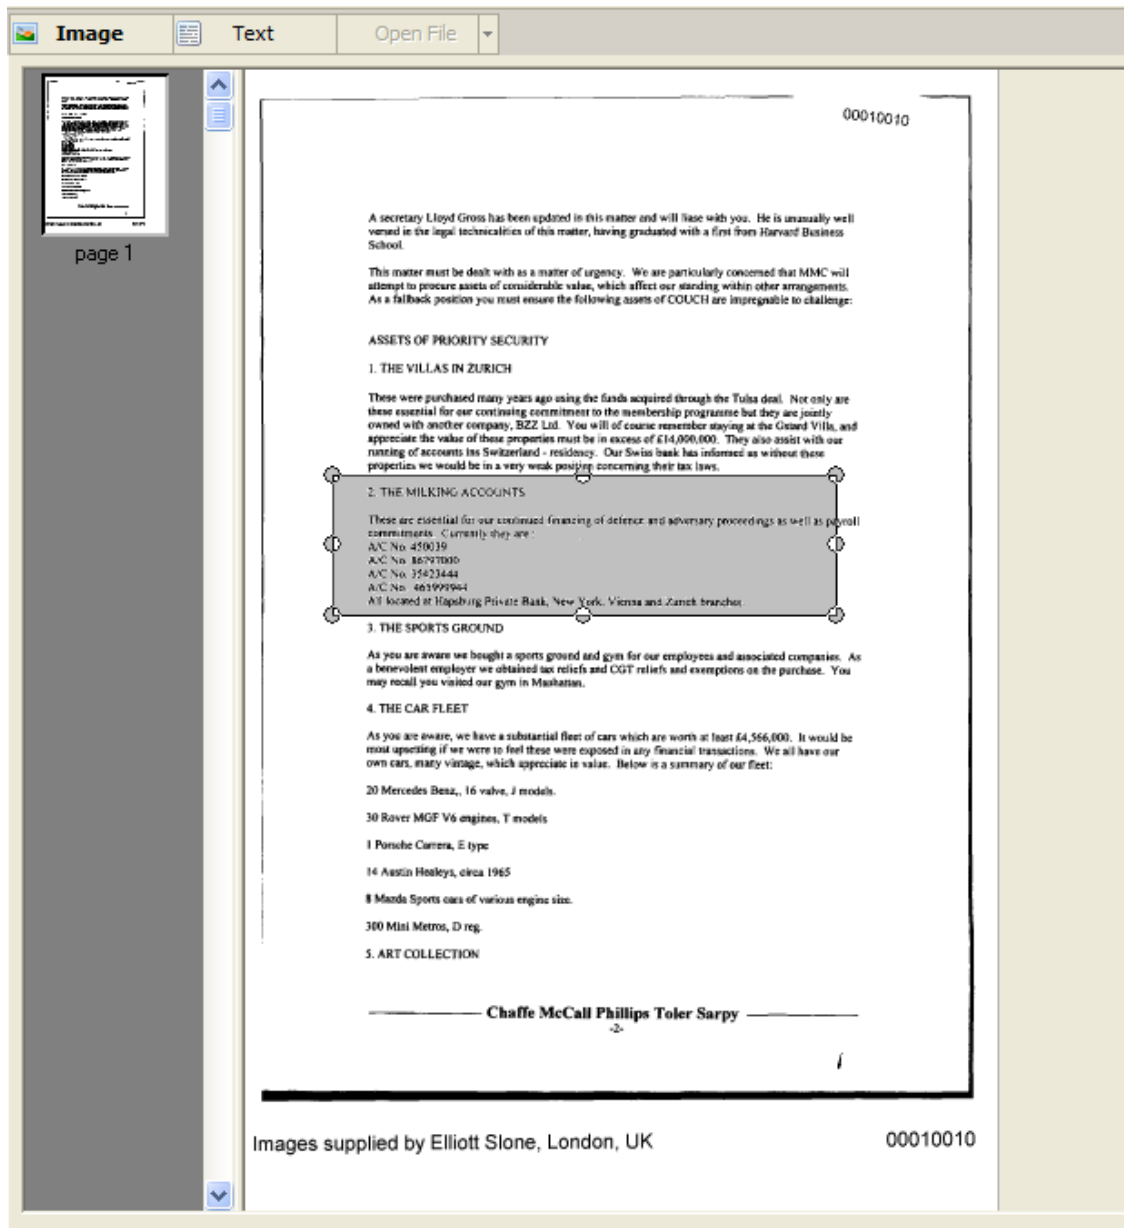 Image
Text
Open File
page 1
00010010
A secretary Lloyd Gross has been updated in this matter and will liase with you. He is unusually well
versed in the legal technicalities of this matter, having graduated with a first from Harvard Business
School.
This matter must be dealt with as a matter of urgency. We are particularly concerned that MMC will
attempt to procure assets of considerable value, which affect our standing within other arrangements.
As a fallback position you must ensure the following assets of COUCH are impregnable to challenge:
ASSETS OF PRIORITY SECURITY
1. THE VILLAS IN ZURICH
These were purchased many years ago using the funds acquired through the Tulsa deal. Not only are
these essential for our continuing commitment to the membership programme but they are jointly
owned with another company, BZZ Ltd. You will of course remember staying at the Gstard Villa, and
appreciate the value of these properties must be in excess of £14,000,000. They also assist with our
running of accounts ins Switzerland - residency. Our Swiss bank has informed us without these
properties we would be in a very weak position concerning their tax laws.
2. THE MILKING ACCOUNTS
These are essential for our continued financing of defence and adversary proceedings as well as payroll
commitments. Currently they are :
A/C No. 450039
A/C No. 86797000
A/C No. 35423444
A/C No. 465999944
All located at Hapsburg Private Bank, New York, Vienna and Zurich branches.
3. THE SPORTS GROUND
As you are aware we bought a sports ground and gym for our employees and associated companies. As
a benevolent employer we obtained tax reliefs and CGT reliefs and exemptions on the purchase. You
may recall you visited our gym in Manhattan.
4. THE CAR FLEET
As you are aware, we have a substantial fleet of cars which are worth at least £4,566,000. It would be
most upsetting if we were to feel these were exposed in any financial transactions. We all have our
own cars, many vintage, which appreciate in value. Below is a summary of our fleet:
20 Mercedes Benz,, 16 valve, J models.
30 Rover MGF V6 engines, T models
1 Porsche Carrera, E type
14 Austin Healeys, circa 1965
8 Mazda Sports cars of various engine size.
300 Mini Metros, D reg.
5. ART COLLECTION
Chaffe McCall Phillips Toler Sarpy
-2-
Images supplied by Elliott Slone, London, UK
00010010